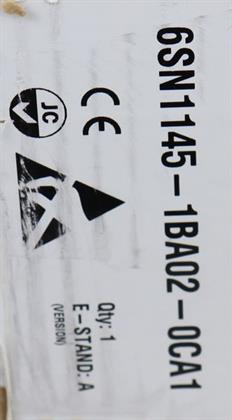 6SN1145-1BA02-0CA1
CE
JC
Qty: 1
E-STAND: A
(VERSION)